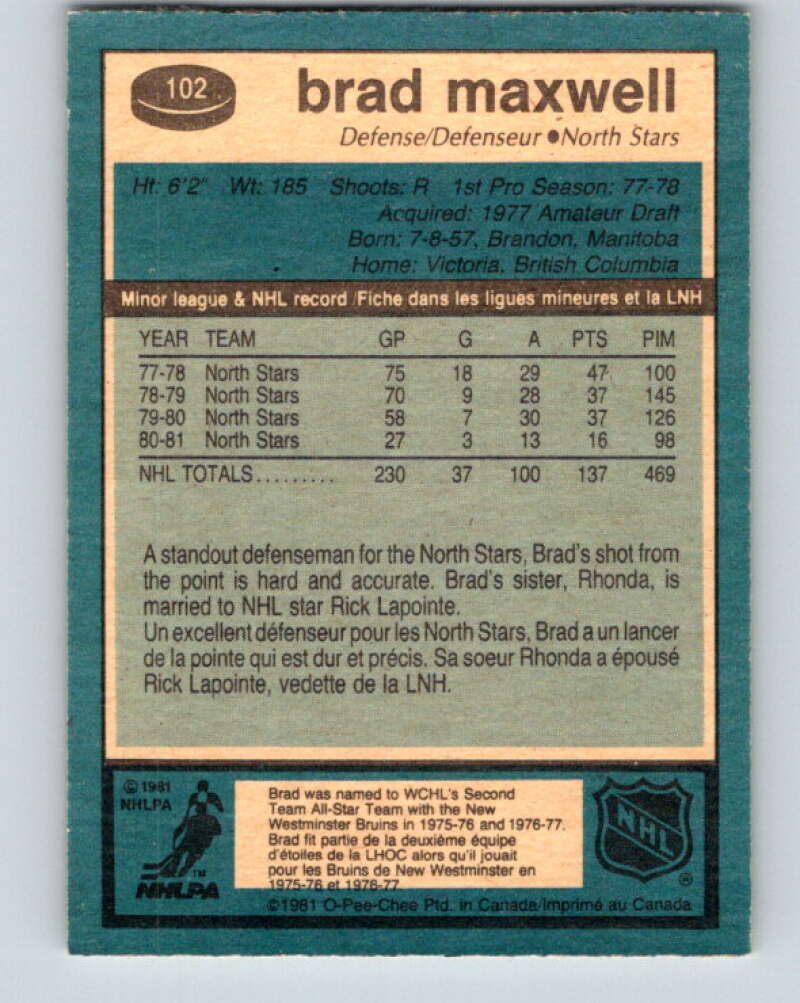 102
brad maxwell
Defense/Defenseur ● North Stars
Ht: 6'2" Wt: 185 Shoots: R 1st Pro Season: 77-78
Acquired: 1977 Amateur Draft
Born: 7-8-57, Brandon, Manitoba
Home: Victoria, British Columbia
Minor league & NHL record /Fiche dans les ligues mineures et la LNH
YEAR TEAM GP G A PTS PIM
77-78 North Stars 75 18 29 47 100
78-79 North Stars 70 9 28 37 145
79-80 North Stars 58 7 30 37 126
80-81 North Stars 27 3 13 16 98
NHL TOTALS......... 230 37 100 137 469
A standout defenseman for the North Stars, Brad's shot from
the point is hard and accurate. Brad's sister, Rhonda, is
married to NHL star Rick Lapointe.
Un excellent défenseur pour les North Stars, Brad a un lancer
de la pointe qui est dur et précis. Sa soeur Rhonda a épousé
Rick Lapointe, vedette de la LNH.
© 1981
NHLPA
TM
NHLPA
Brad was named to WCHL's Second
Team All-Star Team with the New
Westminster Bruins in 1975-76 and 1976-77.
Brad fit partie de la deuxième équipe
d'étoiles de la LHOC alors qu'il jouait
pour les Bruins de New Westminster en
1975-76 et 1976-77
NHL
®
©1981 O-Pee-Chee Ptd. in Canada/Imprimé au Canada